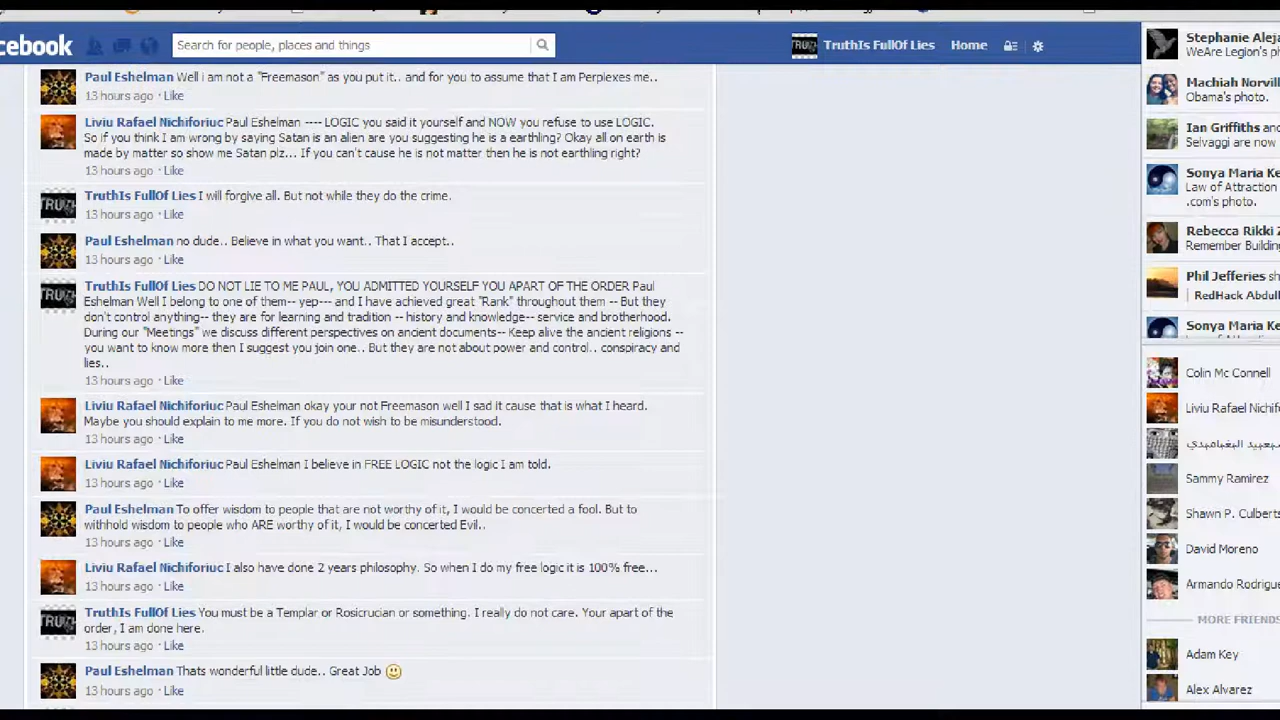 cebook
Search for people, places and things
TruthIs FullOf Lies Home
Paul Eshelman Well i am not a "Freemason" as you put it.. and for you to assume that I am Perplexes me..
13 hours ago · Like
Liviu Rafael Nichiforiuc Paul Eshelman ---- LOGIC you said it yourself and NOW you refuse to use LOGIC.
So if you think I am wrong by saying Satan is an alien are you suggesting he is a earthling? Okay all on earth is
made by matter so show me Satan plz... If you can't cause he is not matter then he is not earthling right?
13 hours ago · Like
TruthIs FullOf Lies I will forgive all. But not while they do the crime.
13 hours ago · Like
Paul Eshelman no dude.. Believe in what you want.. That I accept..
13 hours ago · Like
TruthIs FullOf Lies DO NOT LIE TO ME PAUL, YOU ADMITTED YOURSELF YOU APART OF THE ORDER Paul
Eshelman Well I belong to one of them-- yep--- and I have achieved great "Rank" throughout them -- But they
don't control anything-- they are for learning and tradition -- history and knowledge-- service and brotherhood.
During our "Meetings" we discuss different perspectives on ancient documents-- Keep alive the ancient religions --
you want to know more then I suggest you join one.. But they are not about power and control.. conspiracy and
lies..
13 hours ago · Like
Liviu Rafael Nichiforiuc Paul Eshelman okay your not Freemason well I sad it cause that is what I heard.
Maybe you should explain to me more. If you do not wish to be misunderstood.
13 hours ago · Like
Liviu Rafael Nichiforiuc Paul Eshelman I believe in FREE LOGIC not the logic I am told.
13 hours ago · Like
Paul Eshelman To offer wisdom to people that are not worthy of it, I would be concerted a fool. But to
withhold wisdom to people who ARE worthy of it, I would be concerted Evil..
13 hours ago · Like
Liviu Rafael Nichiforiuc I also have done 2 years philosophy. So when I do my free logic it is 100% free...
13 hours ago · Like
TruthIs FullOf Lies You must be a Templar or Rosicrucian or something. I really do not care. Your apart of the
order, I am done here.
13 hours ago · Like
Paul Eshelman Thats wonderful little dude.. Great Job
13 hours ago · Like
Stephanie Aleja
WeAre Legion's ph
Machiah Norvill
Obama's photo.
Ian Griffiths and
Selvaggi are now
Sonya Maria Ke
Law of Attraction
.com's photo.
Rebecca Rikki Z
Remember Building
Phil Jefferies sh
RedHack Abdull
Sonya Maria Ke
Colin Mc Connell
Liviu Rafael Nichifo
Sammy Ramirez
Shawn P. Culberts
David Moreno
Armando Rodrigue
MORE FRIENDS
Adam Key
Alex Alvarez